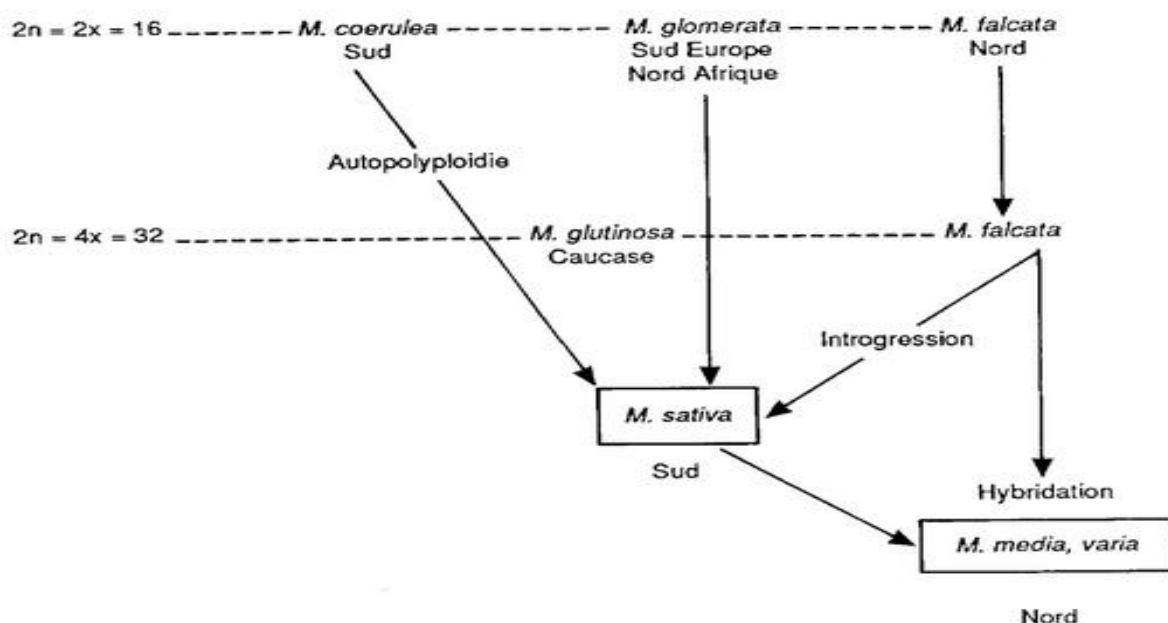 2n = 2x = 16 M. coerulea M. glomerata M. falcata
Sud Sud Europe Nord
Nord Afrique
Autopolyploidie
2n = 4x = 32 M. glutinosa M. falcata
Caucase
Introgression
M. sativa
Sud
Hybridation
M. media, varia
Nord